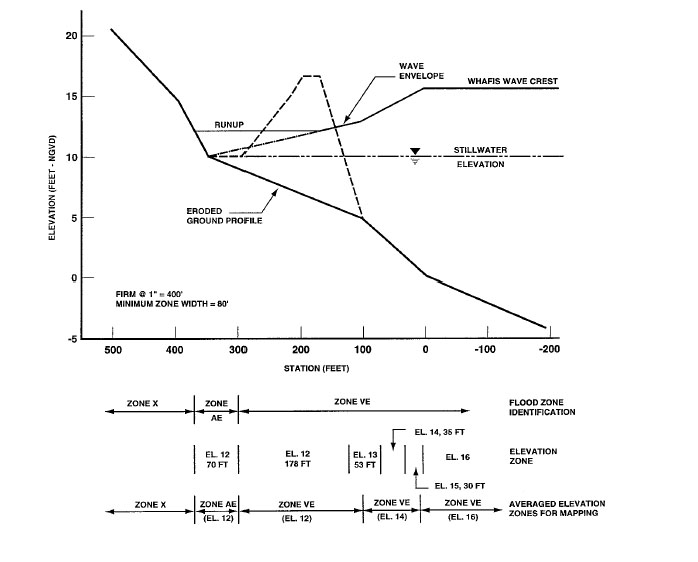 20
15
10
5
0
-5
ELEVATION (FEET - NGVD)
WAVE
ENVELOPE
WHAFIS WAVE CREST
RUNUP
STILLWATER
ELEVATION
ERODED
GROUND PROFILE
FIRM @ 1" = 400'
MINIMUM ZONE WIDTH = 80'
500 400 300 200 100 0 -100 -200
STATION (FEET)
ZONE X ZONE AE ZONE VE
FLOOD ZONE
IDENTIFICATION
EL. 14, 35 FT
EL. 12
70 FT
EL. 12
178 FT
EL. 13
53 FT
EL. 16
ELEVATION
ZONE
EL. 15, 30 FT
ZONE X
ZONE AE
(EL. 12)
ZONE VE
(EL. 12)
ZONE VE
(EL. 14)
ZONE VE
(EL. 16)
AVERAGED ELEVATION
ZONES FOR MAPPING